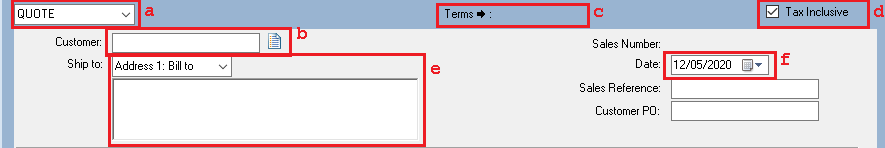 QUOTE a Terms ➔ : c Tax Inclusive d
Customer: b Sales Number:
Ship to: Address 1: Bill to e Date: 12/05/2020 f
Sales Reference:
Customer PO: